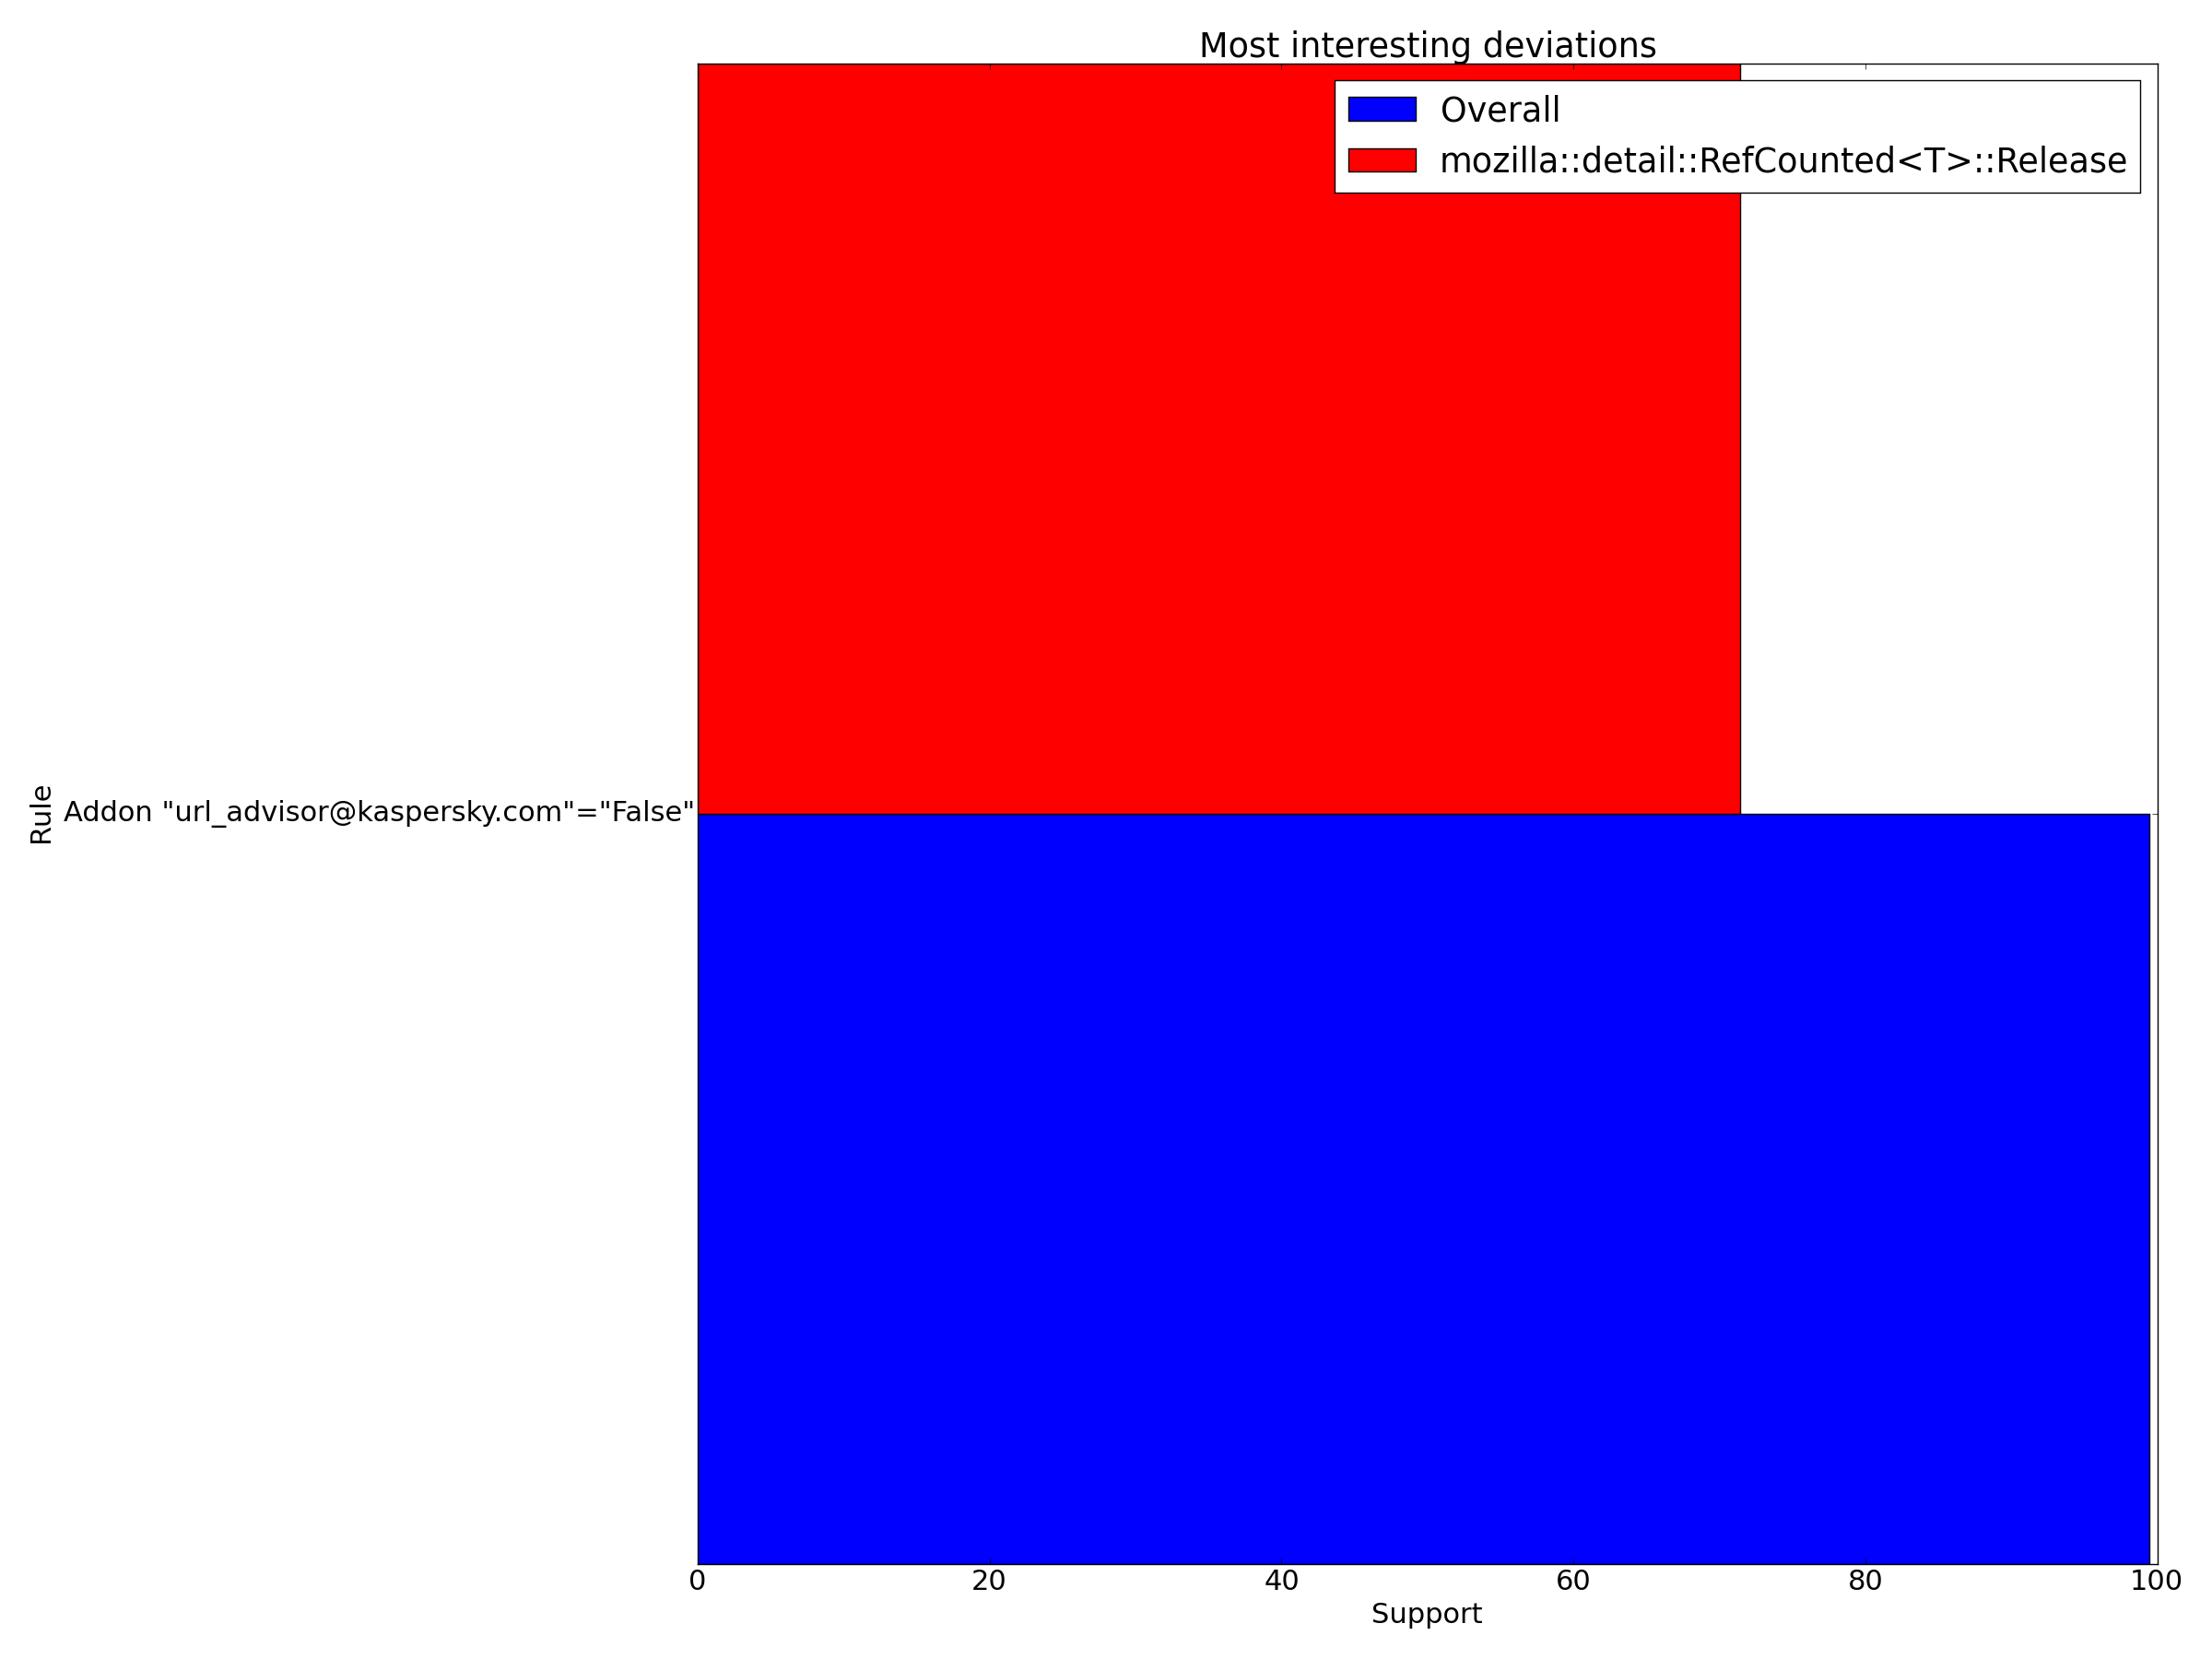 Most interesting deviations
Overall
mozilla::detail::RefCounted<T>::Release
Rule
Addon "url_advisor@kaspersky.com"="False"
0 20 40 60 80 100
Support